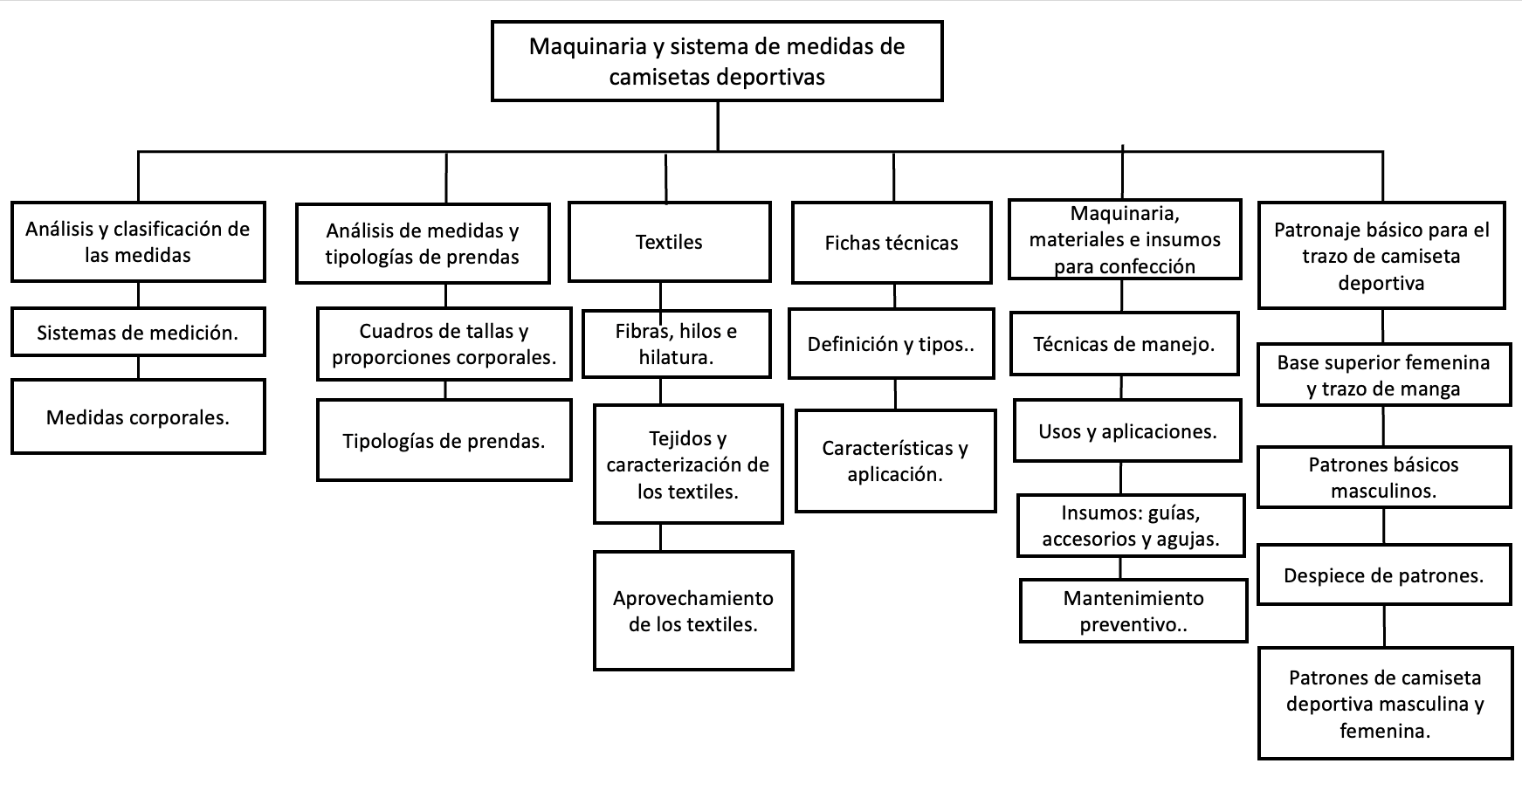 Maquinaria y sistema de medidas de
camisetas deportivas
Análisis y clasificación de
las medidas
Sistemas de medición.
Medidas corporales.
Análisis de medidas y
tipologías de prendas
Cuadros de tallas y
proporciones corporales.
Tipologías de prendas.
Textiles
Fibras, hilos e
hilatura.
Tejidos y
caracterización de
los textiles.
Aprovechamiento
de los textiles.
Fichas técnicas
Definición y tipos..
Características y
aplicación.
Maquinaria,
materiales e insumos
para confección
Técnicas de manejo.
Usos y aplicaciones.
Insumos: guías,
accesorios y agujas.
Mantenimiento
preventivo..
Patronaje básico para el
trazo de camiseta
deportiva
Base superior femenina
y trazo de manga
Patrones básicos
masculinos.
Despiece de patrones.
Patrones de camiseta
deportiva masculina y
femenina.